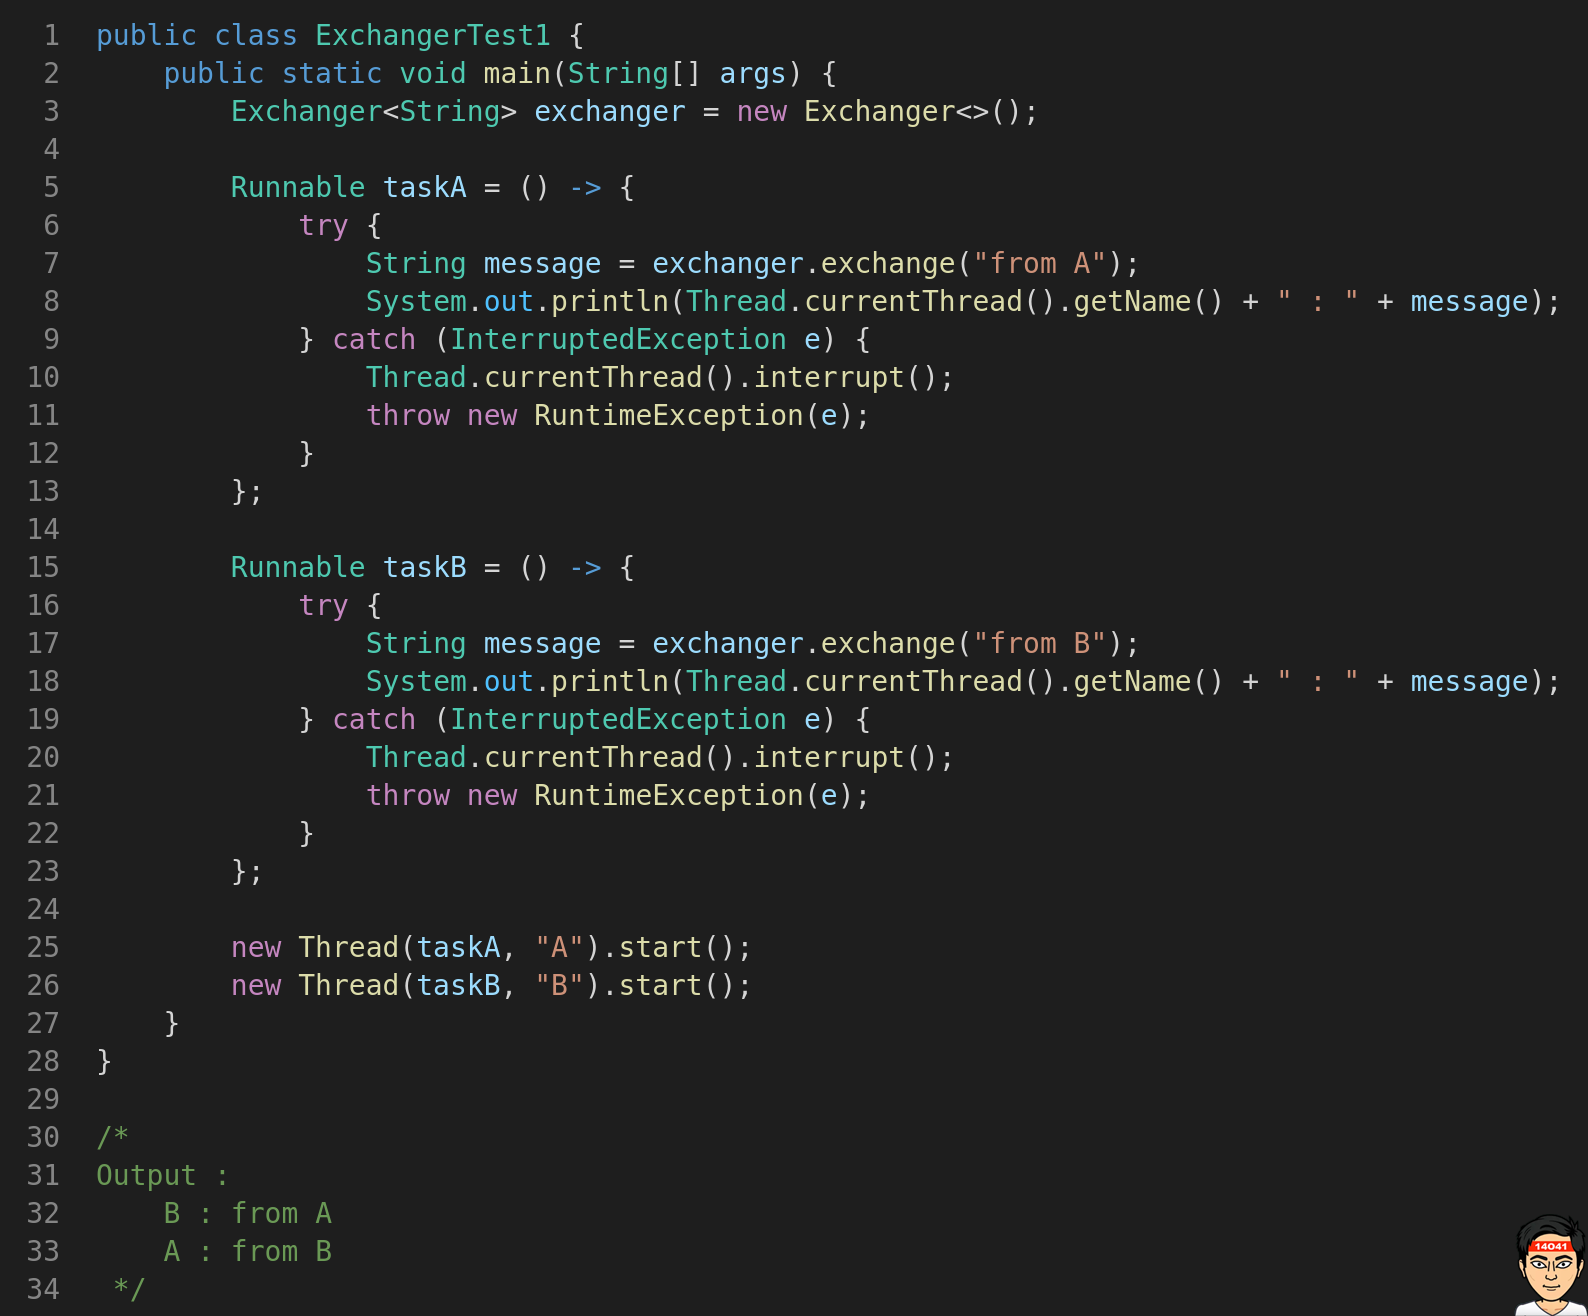 1 public class ExchangerTest1 {
2     public static void main(String[] args) {
3         Exchanger<String> exchanger = new Exchanger<>();
4
5         Runnable taskA = () -> {
6             try {
7                 String message = exchanger.exchange("from A");
8                 System.out.println(Thread.currentThread().getName() + " : " + message);
9             } catch (InterruptedException e) {
10                 Thread.currentThread().interrupt();
11                 throw new RuntimeException(e);
12             }
13         };
14
15         Runnable taskB = () -> {
16             try {
17                 String message = exchanger.exchange("from B");
18                 System.out.println(Thread.currentThread().getName() + " : " + message);
19             } catch (InterruptedException e) {
20                 Thread.currentThread().interrupt();
21                 throw new RuntimeException(e);
22             }
23         };
24
25         new Thread(taskA, "A").start();
26         new Thread(taskB, "B").start();
27     }
28 }
29
30 /*
31 Output :
32     B : from A
33     A : from B
34  */
14041